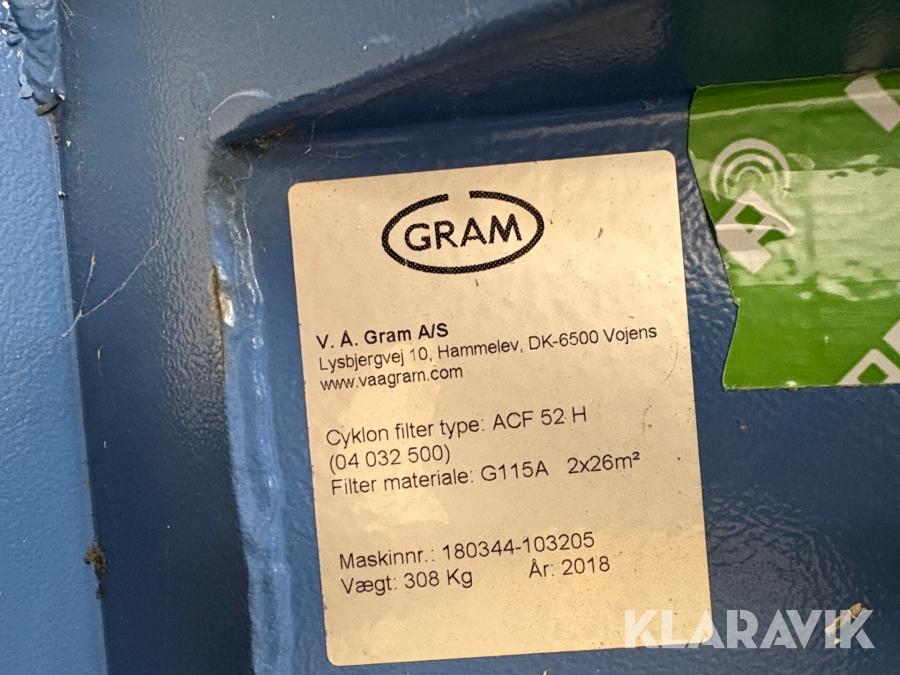 GRAM
V. Å. Gram A/S
Lysbjergvej 10, Hammelev, DK-6500 Vojens
www.vaagram.com
Cyklon filter type: ACF 52 H
(04 032 500)
Filter materiale: G115A 2x26m²
Maskinnr.: 180344-103205
Vægt: 308 Kg År: 2018
KLARAVIK